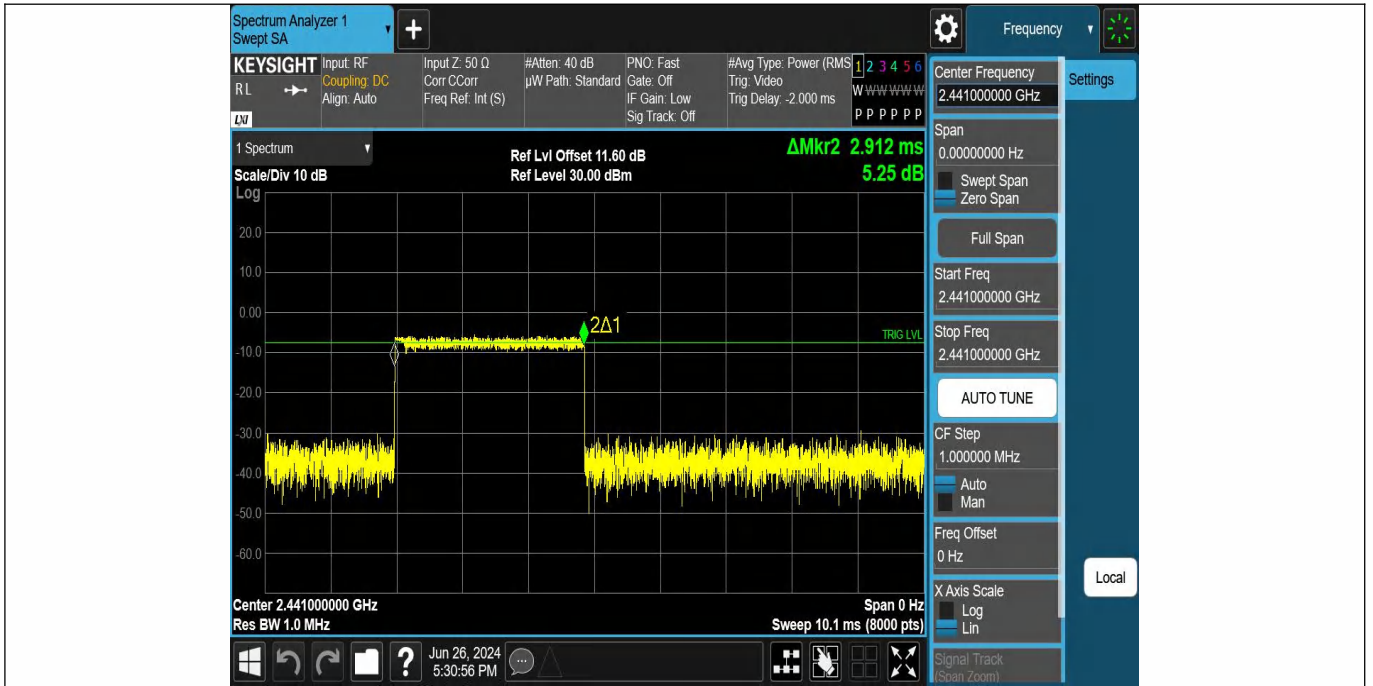 Spectrum Analyzer 1
Swept SA
Frequency
KEYSIGHT
RL
LXI
Input: RF
Coupling: DC
Align: Auto
Input Z: 50 Ω
Corr CCorr
Freq Ref: Int (S)
#Atten: 40 dB
µW Path: Standard
PNO: Fast
Gate: Off
IF Gain: Low
Sig Track: Off
#Avg Type: Power (RMS
Trig: Video
Trig Delay: -2.000 ms
1 2 3 4 5 6
W W W W W W
P P P P P P
1 Spectrum
Scale/Div 10 dB
Log
Ref Lvl Offset 11.60 dB
Ref Level 30.00 dBm
ΔMkr2 2.912 ms
5.25 dB
20.0
10.0
0.00
-10.0
-20.0
-30.0
-40.0
-50.0
-60.0
2Δ1
TRIG LVL
Center 2.441000000 GHz
Res BW 1.0 MHz
Span 0 Hz
Sweep 10.1 ms (8000 pts)
Jun 26, 2024
5:30:56 PM
Center Frequency
2.441000000 GHz
Settings
Span
0.00000000 Hz
Swept Span
Zero Span
Full Span
Start Freq
2.441000000 GHz
Stop Freq
2.441000000 GHz
AUTO TUNE
CF Step
1.000000 MHz
Auto
Man
Freq Offset
0 Hz
X Axis Scale
Log
Lin
Local
Signal Track
(Span Zoom)